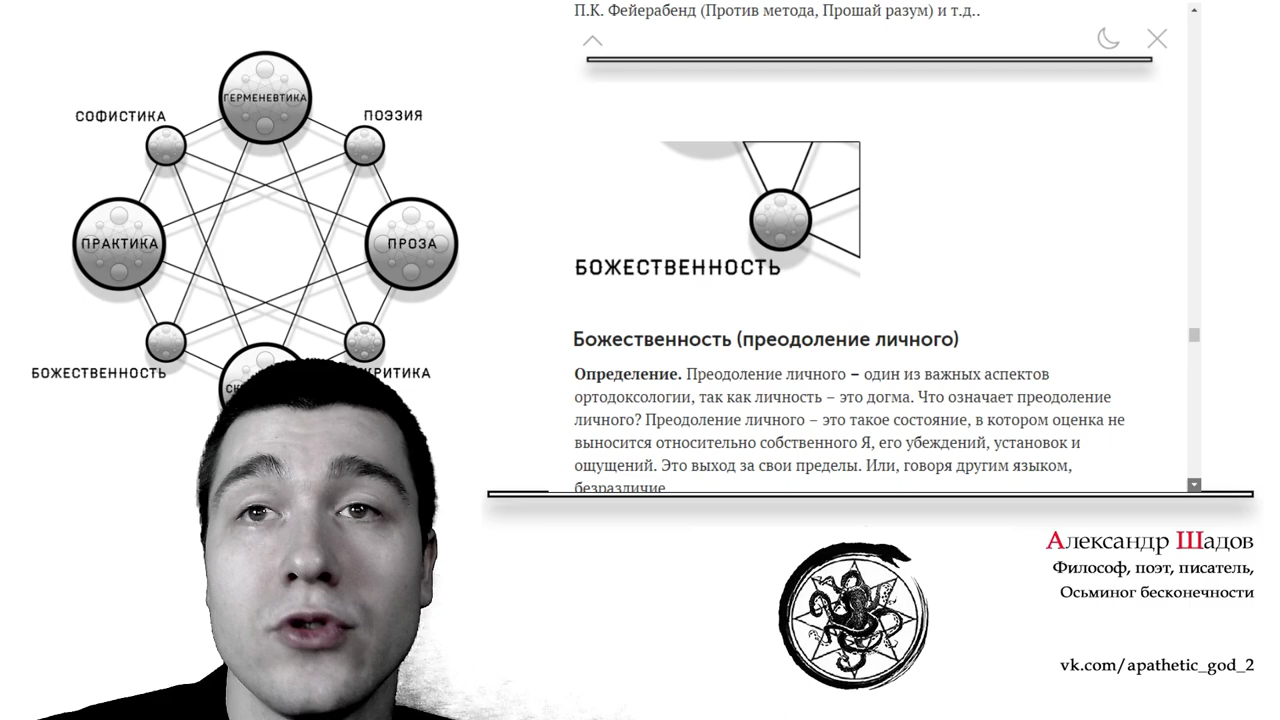 ГЕРМЕНЕВТИКА
СОФИСТИКА
ПОЭЗИЯ
ПРАКТИКА
ПРОЗА
БОЖЕСТВЕННОСТЬ
КРИТИКА
П.К. Фейерабенд (Против метода, Прошай разум) и т.д..
БОЖЕСТВЕННОСТЬ
Божественность (преодоление личного)
Определение. Преодоление личного – один из важных аспектов
ортодоксологии, так как личность – это догма. Что означает преодоление
личного? Преодоление личного – это такое состояние, в котором оценка не
выносится относительно собственного Я, его убеждений, установок и
ощущений. Это выход за свои пределы. Или, говоря другим языком,
безразличие
Александр Шадов
Философ, поэт, писатель,
Осьминог бесконечности
vk.com/apathetic_god_2